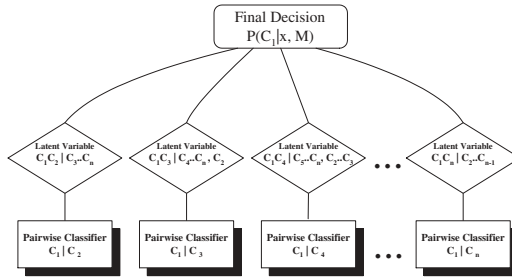 Final Decision
P(C₁|x, M)
Latent Variable
C₁C₂ | C₃..Cₙ
Latent Variable
C₁C₃ | C₄..Cₙ, C₂
Latent Variable
C₁C₄ | C₅..Cₙ, C₂..C₃
...
Latent Variable
C₁Cₙ | C₂..Cₙ₋₁
Pairwise Classifier
C₁ | C₂
Pairwise Classifier
C₁ | C₃
Pairwise Classifier
C₁ | C₄
...
Pairwise Classifier
C₁ | Cₙ